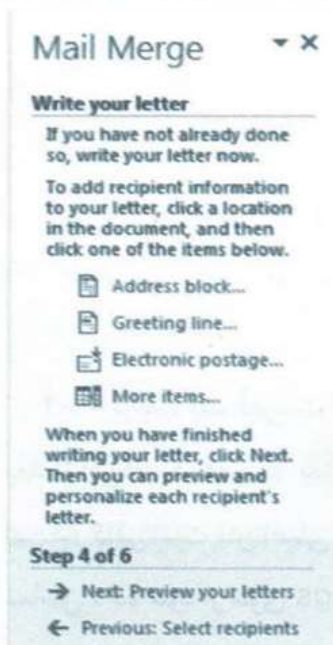 Mail Merge
Write your letter
If you have not already done
so, write your letter now.
To add recipient information
to your letter, click a location
in the document, and then
click one of the items below.
Address block...
Greeting line...
Electronic postage...
More items...
When you have finished
writing your letter, click Next.
Then you can preview and
personalize each recipient's
letter.
Step 4 of 6
→ Next: Preview your letters
← Previous: Select recipients